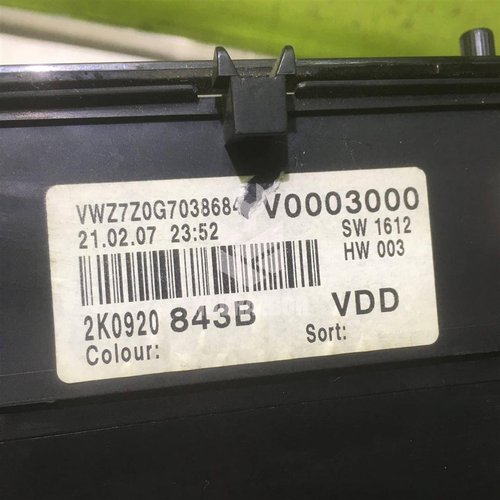 VWZ7Z0G7038684 V0003000
21.02.07 23:52 SW 1612
HW 003
2K0920 843B VDD
Colour: Sort: